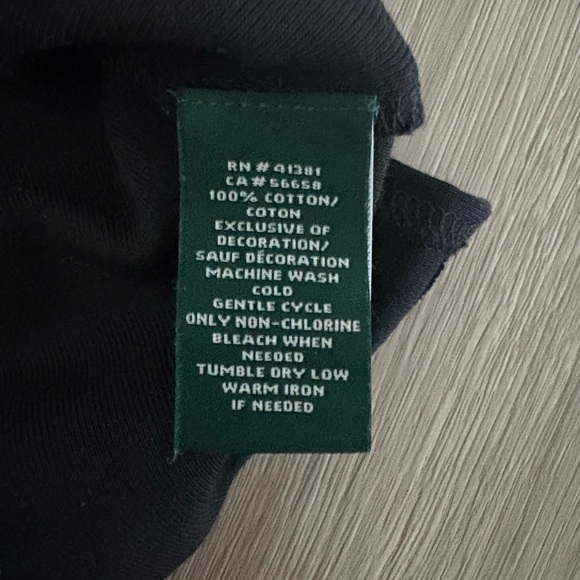 RN # 41381
CA # 56658
100% COTTON/
COTON
EXCLUSIVE OF
DECORATION/
SAUF DÉCORATION
MACHINE WASH
COLD
GENTLE CYCLE
ONLY NON-CHLORINE
BLEACH WHEN
NEEDED
TUMBLE DRY LOW
WARM IRON
IF NEEDED